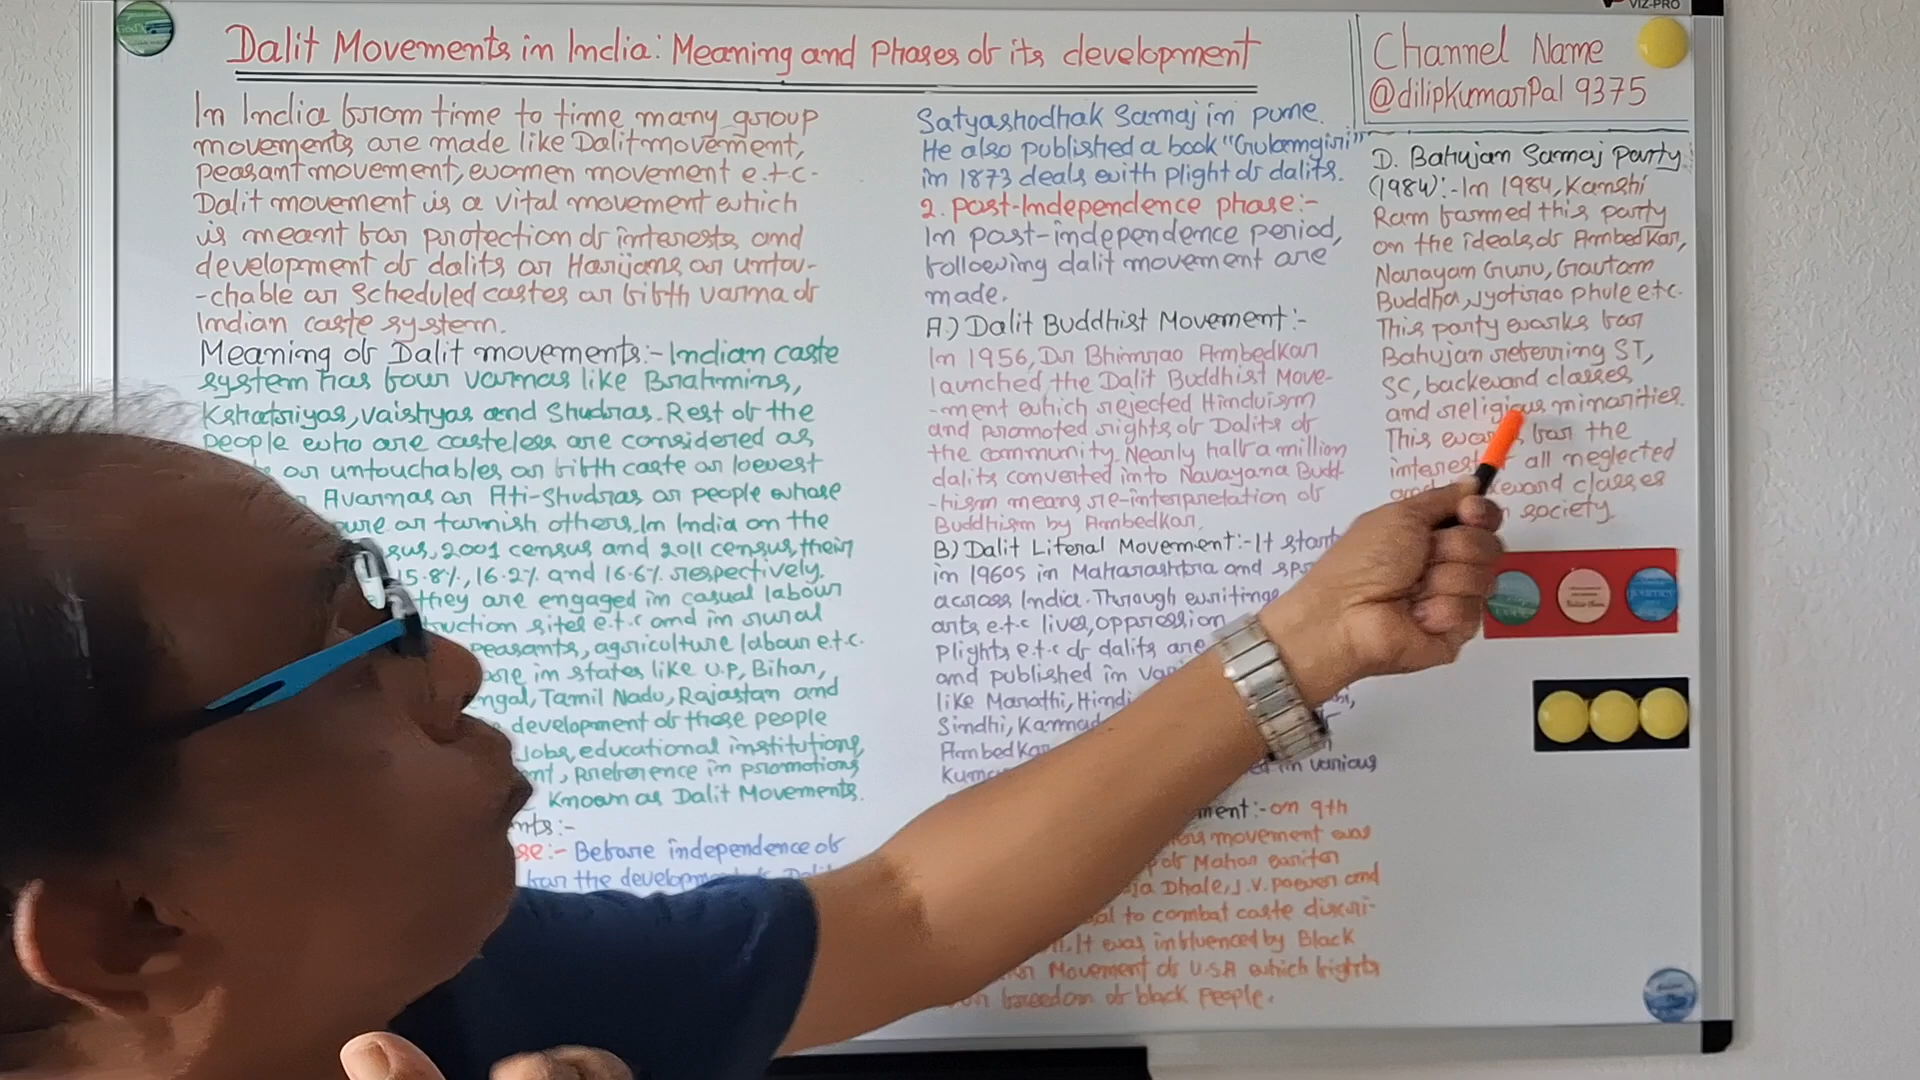 VIZ-PRO
Dalit Movements in India: Meaning and Phases of its development
Channel Name
@dilipKumarPal 9375
In India from time to time many group
movements are made like Dalit movement,
peasant movement, women movement e.t.c.
Dalit movement is a vital movement which
is meant for protection of interests and
development of dalits or Harijans or untou-
-chable or Scheduled castes or fifth varna of
Indian caste system.
Meaning of Dalit movements:- Indian caste
system has four varnas like Brahmins,
Kshatriyas, vaishyas and Shudras. Rest of the
people who are casteless are considered as
or untouchables or fifth caste or lowest
Avarnas or Ati-Shudras or people whose
or tarnish others. In India on the
2001 census and 2011 census, their
15.8%, 16.2% and 16.6% respectively.
they are engaged in casual labour
sites e.t.c and in rural
peasants, agriculture labour e.t.c.
in states like U.P, Bihar,
Tamil Nadu, Rajastan and
development of those people
Jobs, educational institutions,
preference in promotions
Known as Dalit Movements.
:- Before independence of
for the development of
Satyashodhak Samaj in pune.
He also published a book "Gulamgiri"
in 1873 deals with plight of dalits.
2. Post-Independence phase:-
In post-independence period,
following dalit movement are
made.
A.) Dalit Buddhist Movement:-
In 1956, Dr Bhimrao Ambedkar
launched the Dalit Buddhist Move-
-ment which rejected Hinduism
and promoted rights of Dalits of
the community. Nearly half a million
dalits converted into Navayana Budd-
-hism means re-interpretation of
Buddhism by Ambedkar.
B) Dalit Literal Movement:- It
in 1960s in Maharashtra and
across India. Through writings
arts e.t.c lives, oppression
plights e.t.c of dalits are
and published in
like Marathi, Hindi
Sindhi, Kannad
Ambedkar
in various
:- on 9th
movement was
of Mahar writer
Dhale, J.V. pawar and
to combat caste discri-
It was influenced by Black
Movement of U.S.A which fights
freedom of black people.
D. Bahujan Samaj Party
(1984):- In 1984, Kanshi
Ram formed this party
on the ideals of Ambedkar,
Narayan Guru, Gautam
Buddha, Jyotirao Phule etc.
This party works for
Bahujan referring ST,
SC, backward classes
and religious minorities.
This for the
all neglected
classes
society.